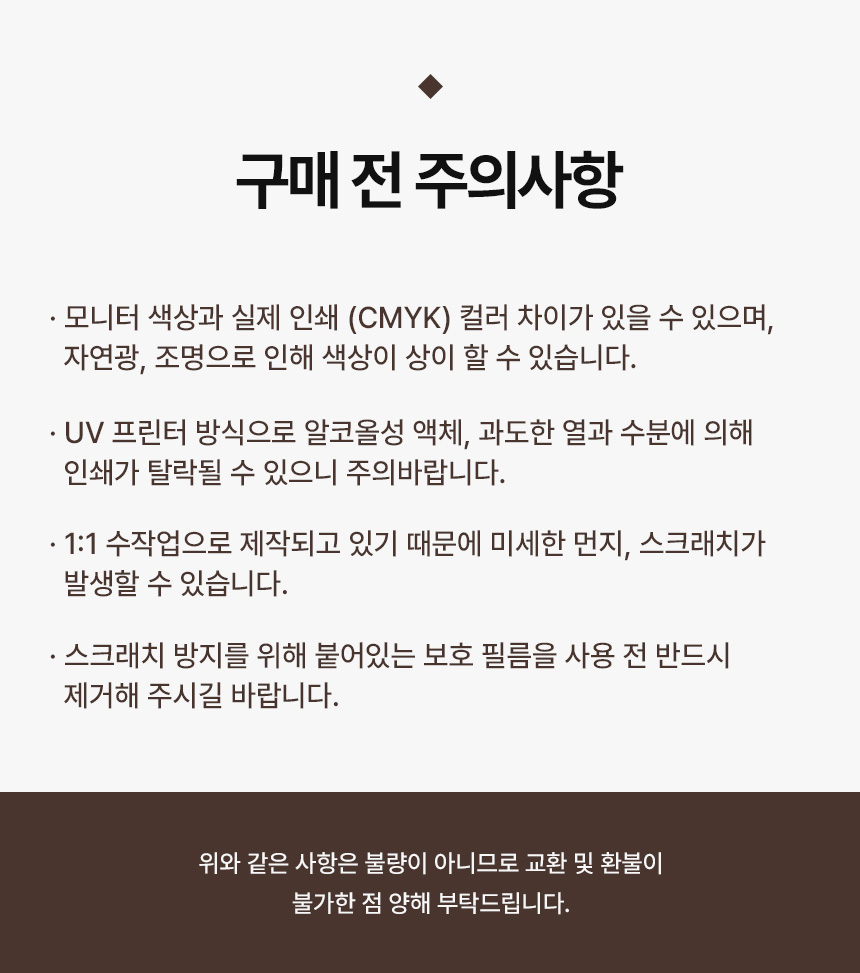 구매 전 주의사항
· 모니터 색상과 실제 인쇄 (CMYK) 컬러 차이가 있을 수 있으며,
자연광, 조명으로 인해 색상이 상이 할 수 있습니다.
· UV 프린터 방식으로 알코올성 액체, 과도한 열과 수분에 의해
인쇄가 탈락될 수 있으니 주의바랍니다.
· 1:1 수작업으로 제작되고 있기 때문에 미세한 먼지, 스크래치가
발생할 수 있습니다.
· 스크래치 방지를 위해 붙어있는 보호 필름을 사용 전 반드시
제거해 주시길 바랍니다.
위와 같은 사항은 불량이 아니므로 교환 및 환불이
불가한 점 양해 부탁드립니다.